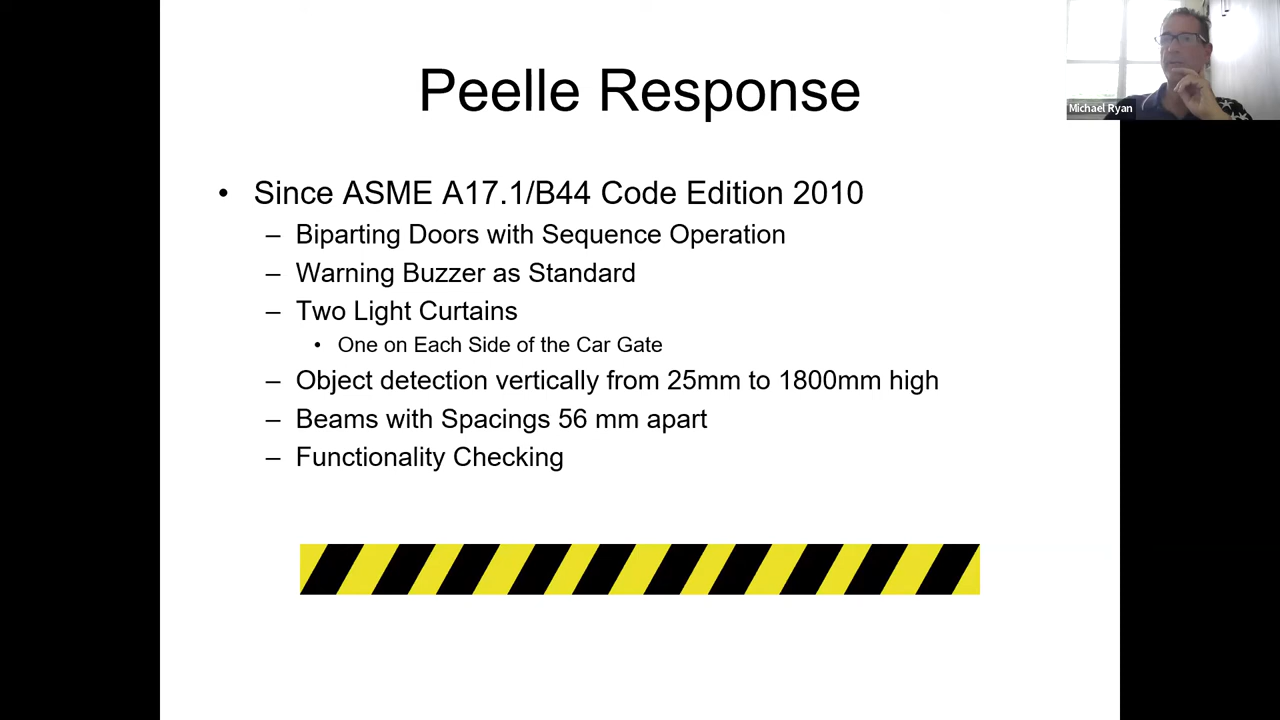 Peelle Response
Michael Ryan
• Since ASME A17.1/B44 Code Edition 2010
– Biparting Doors with Sequence Operation
– Warning Buzzer as Standard
– Two Light Curtains
• One on Each Side of the Car Gate
– Object detection vertically from 25mm to 1800mm high
– Beams with Spacings 56 mm apart
– Functionality Checking